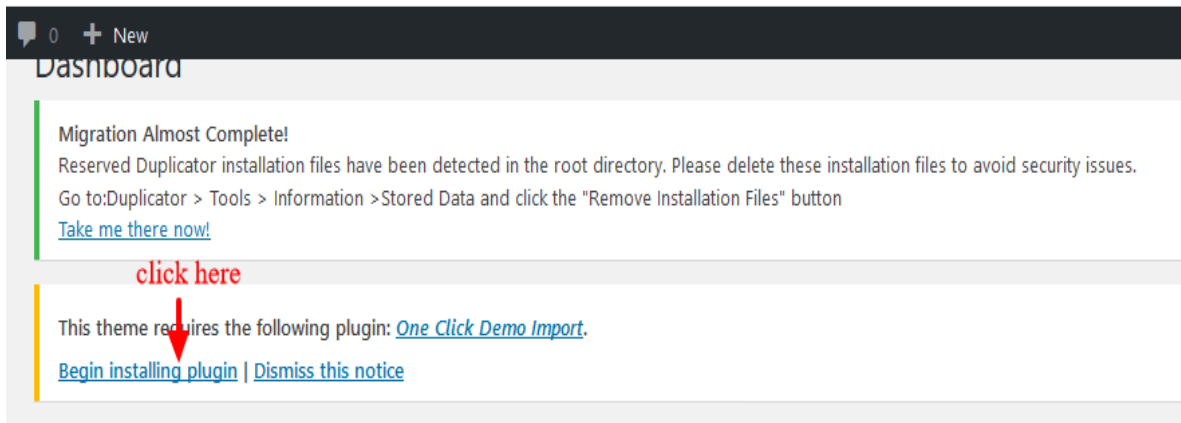 0 New
Dashboard
Migration Almost Complete!
Reserved Duplicator installation files have been detected in the root directory. Please delete these installation files to avoid security issues.
Go to:Duplicator > Tools > Information >Stored Data and click the "Remove Installation Files" button
Take me there now!
click here
This theme requires the following plugin: One Click Demo Import.
Begin installing plugin | Dismiss this notice